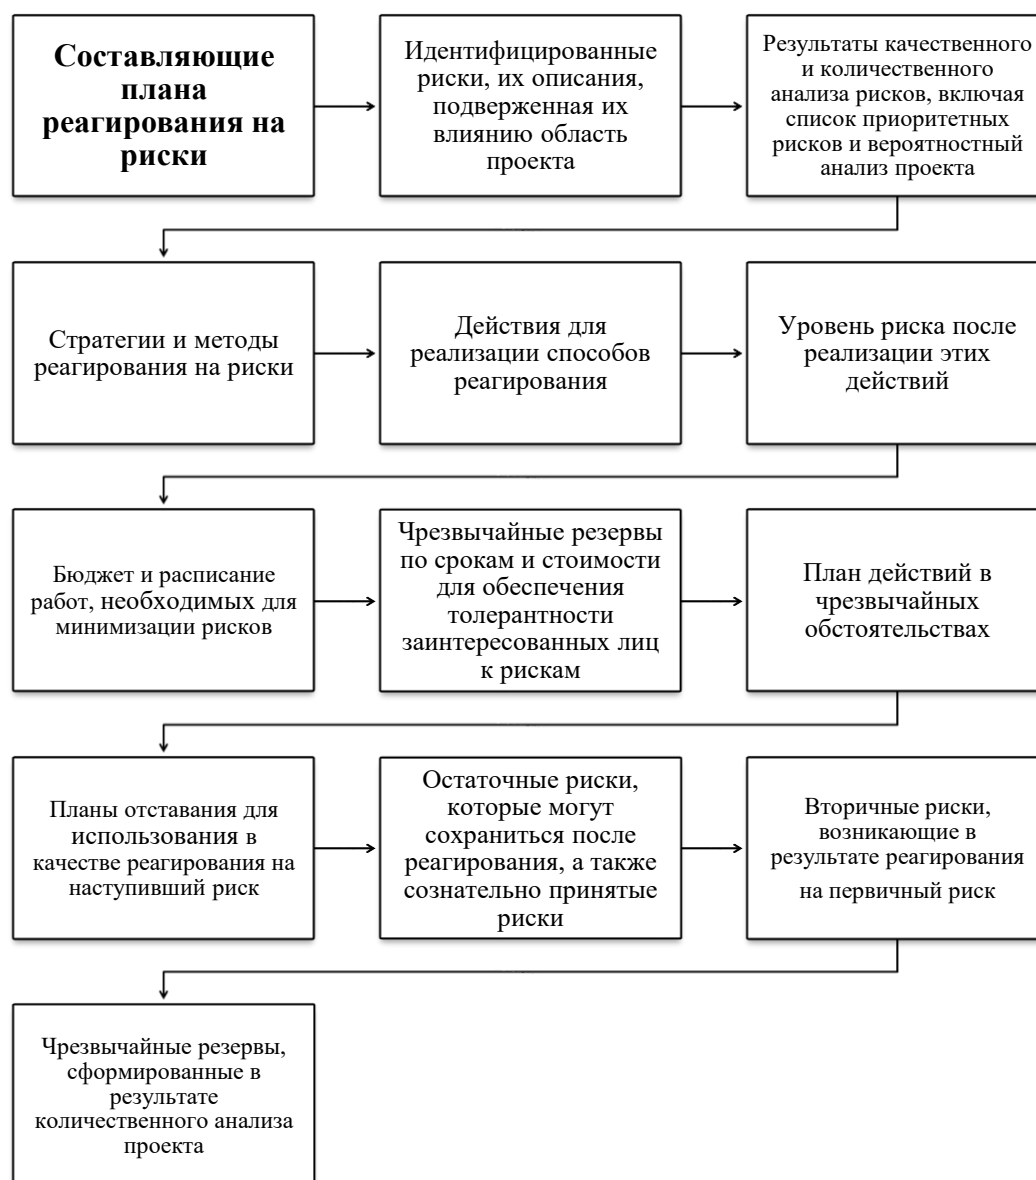 Составляющие
плана
реагирования на
риски
Идентифицированные
риски, их описания,
подверженная их
влиянию область
проекта
Результаты качественного
и количественного
анализа рисков, включая
список приоритетных
рисков и вероятностный
анализ проекта
Стратегии и методы
реагирования на риски
Действия для
реализации способов
реагирования
Уровень риска после
реализации этих
действий
Бюджет и расписание
работ, необходимых для
минимизации рисков
Чрезвычайные резервы
по срокам и стоимости
для обеспечения
толерантности
заинтересованных лиц
к рискам
План действий в
чрезвычайных
обстоятельствах
Планы отставания для
использования в
качестве реагирования на
наступивший риск
Остаточные риски,
которые могут
сохраниться после
реагирования, а также
сознательно принятые
риски
Вторичные риски,
возникающие в
результате реагирования
на первичный риск
Чрезвычайные резервы,
сформированные в
результате
количественного анализа
проекта